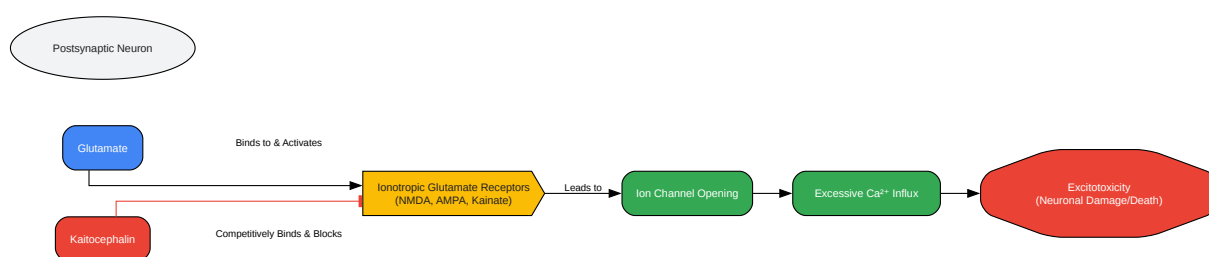 Postsynaptic Neuron
Glutamate
Binds to & Activates
Ionotropic Glutamate Receptors
(NMDA, AMPA, Kainate)
Leads to
Ion Channel Opening
Excessive Ca²⁺ Influx
Excitotoxicity
(Neuronal Damage/Death)
Kaitocephalin
Competitively Binds & Blocks